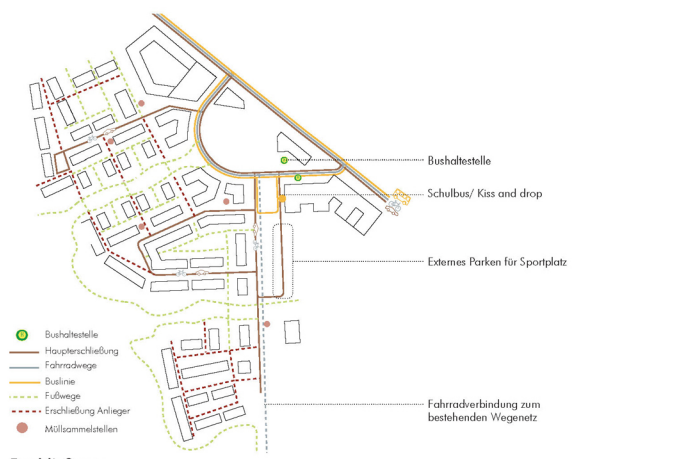 Bushaltestelle
Schulbus/ Kiss and drop
Externes Parken für Sportplatz
Bushaltestelle
Haupterschließung
Fahrradwege
Buslinie
Fußwege
Erschließung Anlieger
Müllsammelstellen
Fahrradverbindung zum
bestehenden Wegenetz